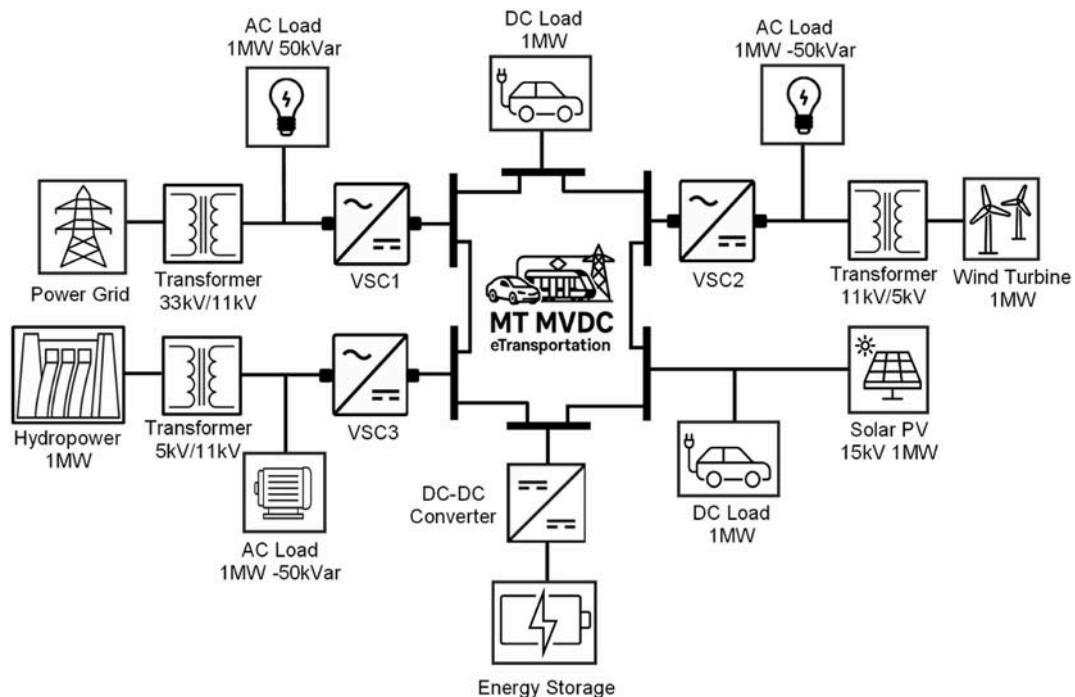 AC Load
1MW 50kVar
DC Load
1MW
AC Load
1MW -50kVar
Power Grid
Transformer
33kV/11kV
VSC1
MT MVDC
eTransportation
VSC2
Transformer
11kV/5kV
Wind Turbine
1MW
Hydropower
1MW
Transformer
5kV/11kV
VSC3
Solar PV
15kV 1MW
AC Load
1MW -50kVar
DC-DC
Converter
DC Load
1MW
Energy Storage